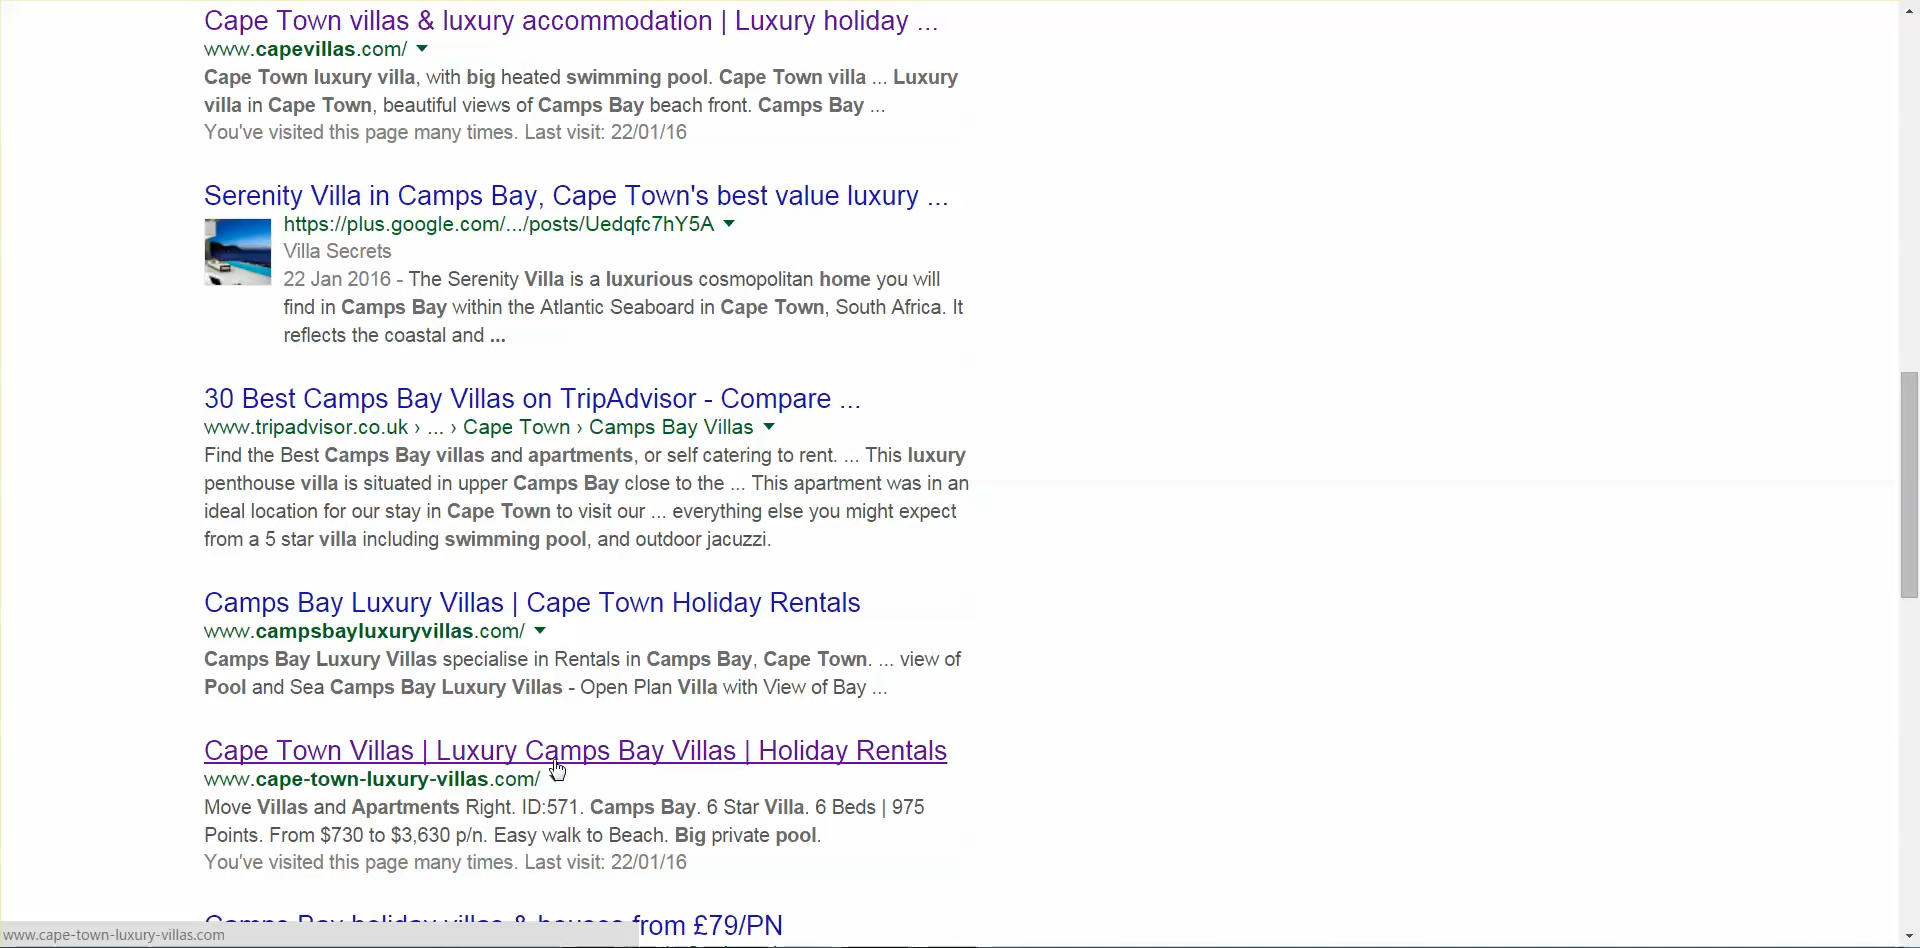 Cape Town villas & luxury accommodation | Luxury holiday ...
www.capevillas.com/
Cape Town luxury villa, with big heated swimming pool. Cape Town villa ... Luxury
villa in Cape Town, beautiful views of Camps Bay beach front. Camps Bay ...
You've visited this page many times. Last visit: 22/01/16
Serenity Villa in Camps Bay, Cape Town's best value luxury ...
https://plus.google.com/.../posts/Uedqfc7hY5A
Villa Secrets
22 Jan 2016 - The Serenity Villa is a luxurious cosmopolitan home you will
find in Camps Bay within the Atlantic Seaboard in Cape Town, South Africa. It
reflects the coastal and ...
30 Best Camps Bay Villas on TripAdvisor - Compare ...
www.tripadvisor.co.uk › ... › Cape Town › Camps Bay Villas
Find the Best Camps Bay villas and apartments, or self catering to rent. ... This luxury
penthouse villa is situated in upper Camps Bay close to the ... This apartment was in an
ideal location for our stay in Cape Town to visit our ... everything else you might expect
from a 5 star villa including swimming pool, and outdoor jacuzzi.
Camps Bay Luxury Villas | Cape Town Holiday Rentals
www.campsbayluxuryvillas.com/
Camps Bay Luxury Villas specialise in Rentals in Camps Bay, Cape Town. ... view of
Pool and Sea Camps Bay Luxury Villas - Open Plan Villa with View of Bay ...
Cape Town Villas | Luxury Camps Bay Villas | Holiday Rentals
www.cape-town-luxury-villas.com/
Move Villas and Apartments Right. ID:571. Camps Bay. 6 Star Villa. 6 Beds | 975
Points. From $730 to $3,630 p/n. Easy walk to Beach. Big private pool.
You've visited this page many times. Last visit: 22/01/16
Camps Bay holiday villas & houses from £79/PN
www.cape-town-luxury-villas.com